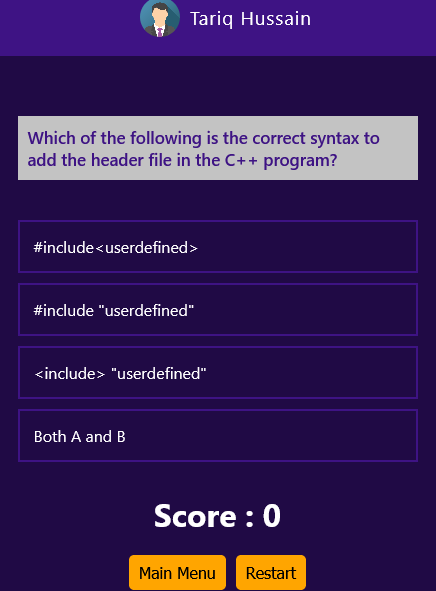 Tariq Hussain
Which of the following is the correct syntax to
add the header file in the C++ program?
#include<userdefined>
#include "userdefined"
<include> "userdefined"
Both A and B
Score : 0
Main Menu
Restart